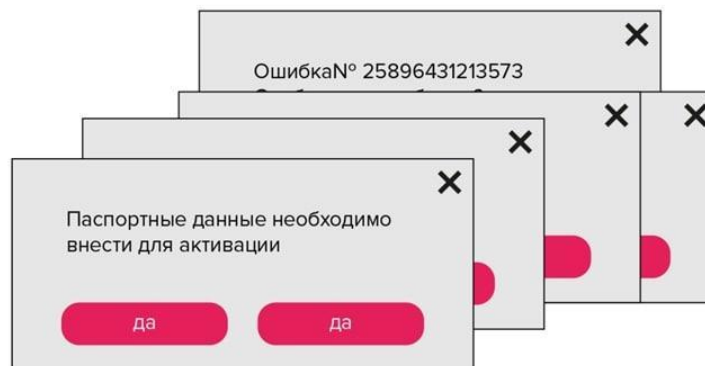 ОшибкаNº 25896431213573
Паспортные данные необходимо
внести для активации
да
да